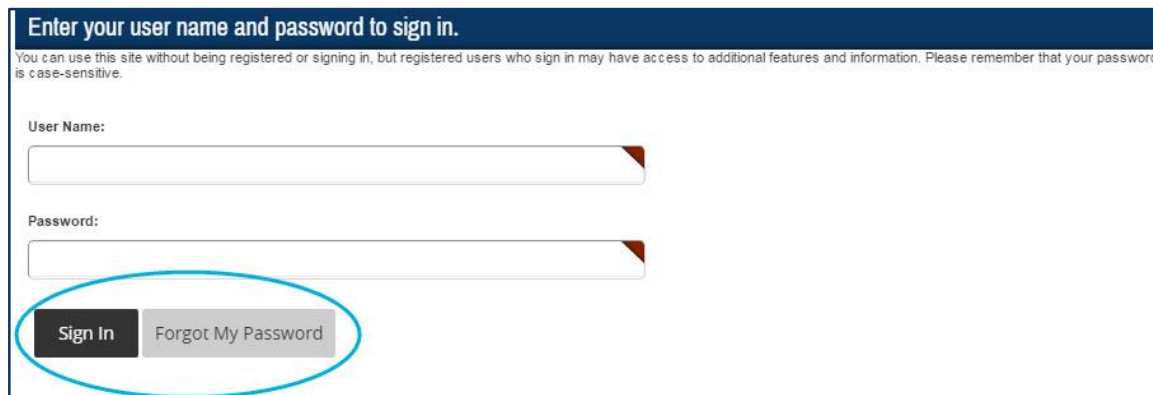 Enter your user name and password to sign in.
You can use this site without being registered or signing in, but registered users who sign in may have access to additional features and information. Please remember that your password
is case-sensitive.
User Name:
Password:
Sign In Forgot My Password